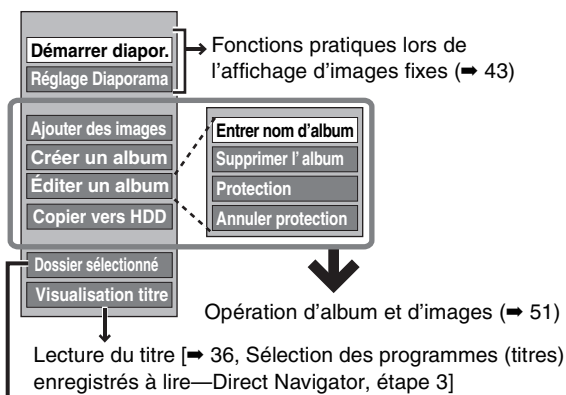 Démarrer diapor.
Réglage Diaporama
Fonctions pratiques lors de
l'affichage d'images fixes (➡ 43)
Ajouter des images
Créer un album
Éditer un album
Copier vers HDD
Entrer nom d'album
Supprimer l' album
Protection
Annuler protection
Dossier sélectionné
Visualisation titre
Opération d'album et d'images (➡ 51)
Lecture du titre [➡ 36, Sélection des programmes (titres)
enregistrés à lire—Direct Navigator, étape 3]